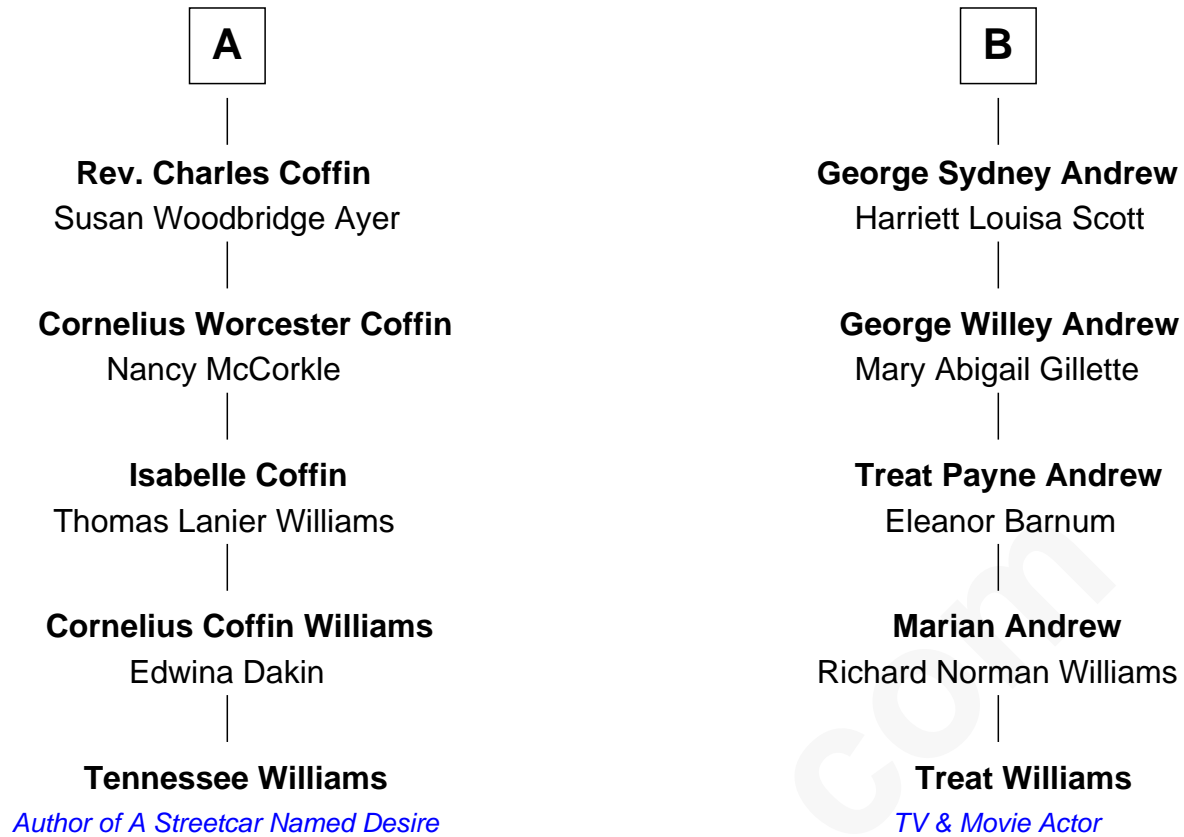 A
Rev. Charles Coffin
Susan Woodbridge Ayer
Cornelius Worcester Coffin
Nancy McCorkle
Isabelle Coffin
Thomas Lanier Williams
Cornelius Coffin Williams
Edwina Dakin
Tennessee Williams
Author of A Streetcar Named Desire
B
George Sydney Andrew
Harriett Louisa Scott
George Willey Andrew
Mary Abigail Gillette
Treat Payne Andrew
Eleanor Barnum
Marian Andrew
Richard Norman Williams
Treat Williams
TV & Movie Actor
com